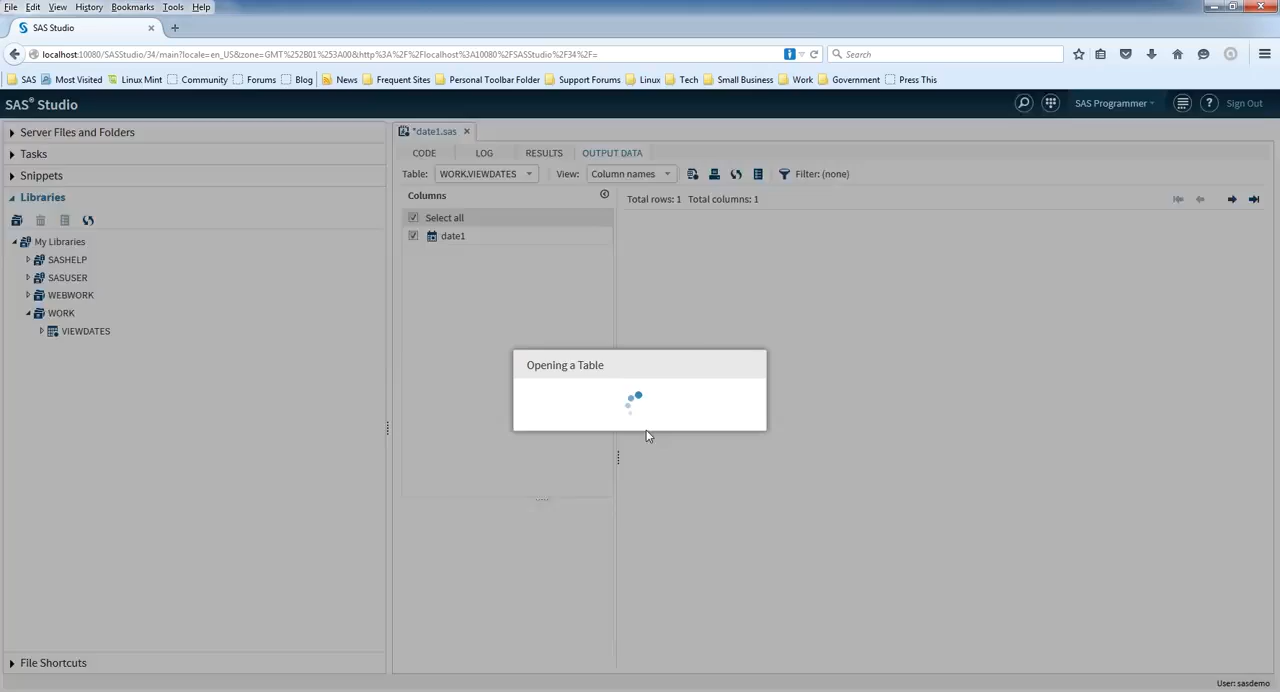 File Edit View History Bookmarks Tools Help
SAS Studio
localhost:10080/SASStudio/34/main?locale=en_US&zone=GMT%252B01%253A00&http%3A%2F%2Flocalhost%3A10080%2FSASStudio%2F34%2F=
Search
SAS Most Visited Linux Mint Community Forums Blog News Frequent Sites Personal Toolbar Folder Support Forums Linux Tech Small Business Work Government Press This
SAS® Studio
SAS Programmer
Sign Out
Server Files and Folders
Tasks
Snippets
Libraries
My Libraries
SASHELP
SASUSER
WEBWORK
WORK
VIEWDATES
File Shortcuts
*date1.sas
CODE LOG RESULTS OUTPUT DATA
Table: WORK.VIEWDATES View: Column names Filter: (none)
Columns
Total rows: 1 Total columns: 1
Select all
date1
Opening a Table
User: sasdemo